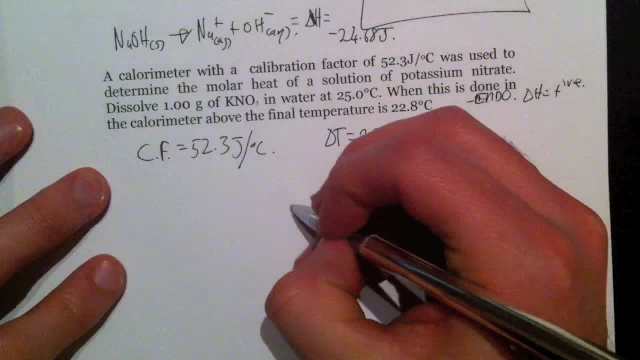 NaOH(s) → Na⁺(aq) + OH⁻(aq) = ΔH =
-24.68J.
A calorimeter with a calibration factor of 52.3J/°C was used to
determine the molar heat of a solution of potassium nitrate.
Dissolve 1.00 g of KNO3 in water at 25.0°C. When this is done in
the calorimeter above the final temperature is 22.8°C
-ENDO. ΔH=+ive.
C.F. = 52.3J/°C.
ΔT=